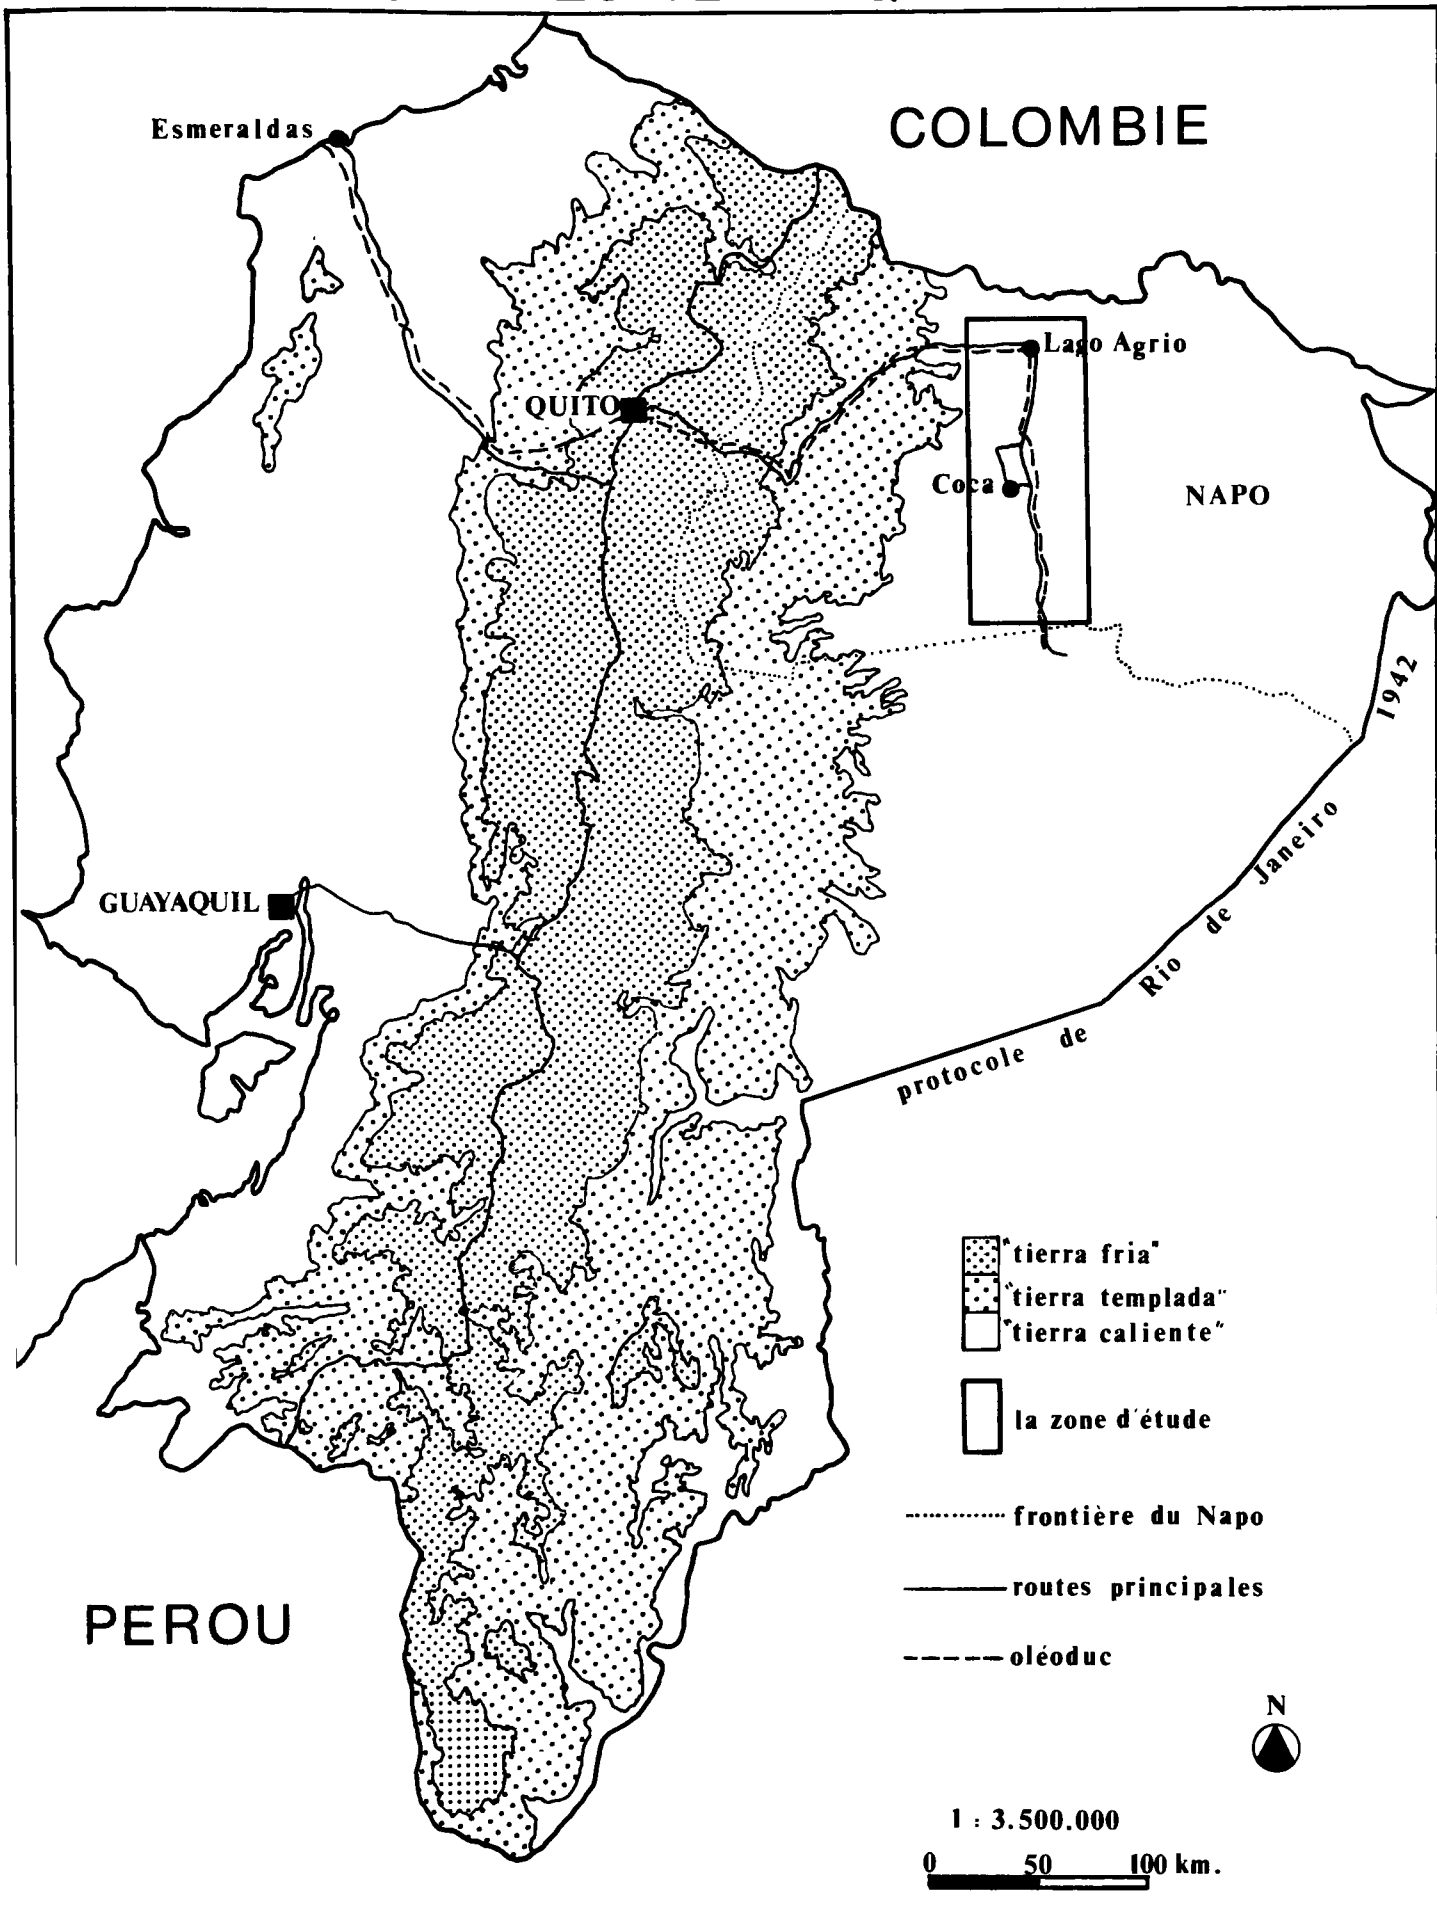 COLOMBIE
Esmeraldas
Lago Agrio
QUITO
Coca
NAPO
1942
GUAYAQUIL
protocole de Rio de Janeiro
"tierra fria"
"tierra templada"
"tierra caliente"
la zone d'étude
frontière du Napo
routes principales
oléoduc
PEROU
N
1 : 3.500.000
0 50 100 km.